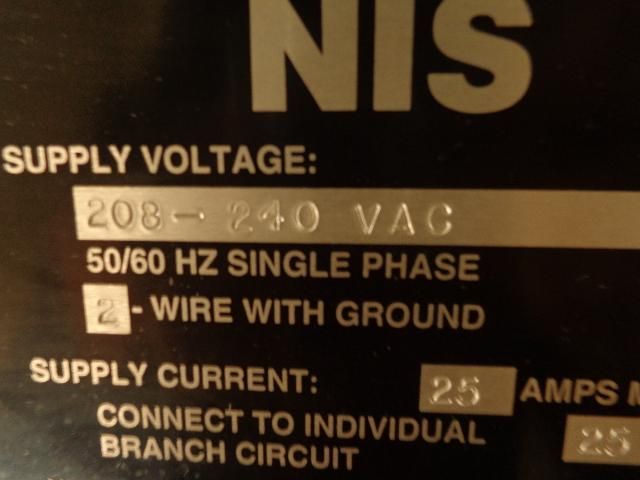 NIS
SUPPLY VOLTAGE:
208- 240 VAC
50/60 HZ SINGLE PHASE
2 - WIRE WITH GROUND
SUPPLY CURRENT: 25 AMPS M
CONNECT TO INDIVIDUAL 25
BRANCH CIRCUIT